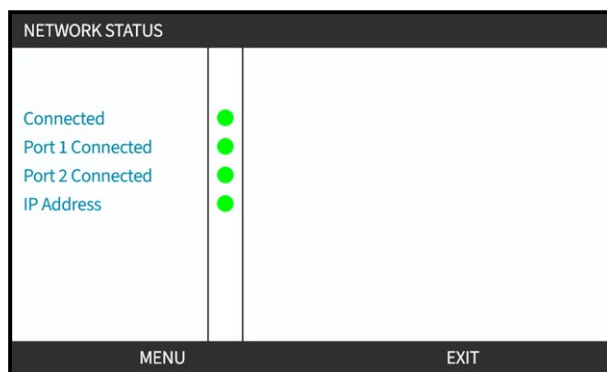 NETWORK STATUS
Connected
Port 1 Connected
Port 2 Connected
IP Address
MENU
EXIT